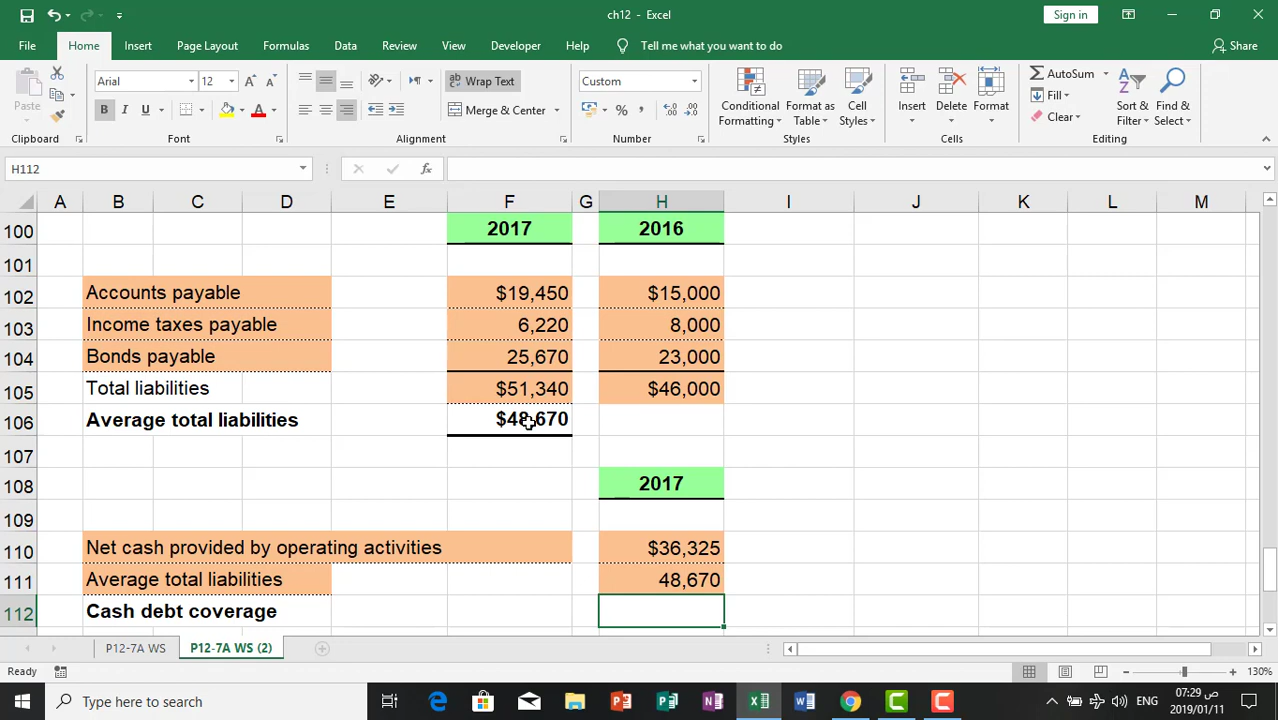 ch12 - Excel
Sign in
File Home Insert Page Layout Formulas Data Review View Developer Help Tell me what you want to do Share
Paste
Arial 12
Wrap Text
Custom
Merge & Center
Conditional Formatting
Format as Table
Cell Styles
Insert Delete Format
AutoSum
Fill
Clear
Sort & Filter
Find & Select
Clipboard Font Alignment Number Styles Cells Editing
H112 fx
A B C D E F G H I J K L M
100 2017 2016
101
102 Accounts payable $19,450 $15,000
103 Income taxes payable 6,220 8,000
104 Bonds payable 25,670 23,000
105 Total liabilities $51,340 $46,000
106 Average total liabilities $48,670
107
108 2017
109
110 Net cash provided by operating activities $36,325
111 Average total liabilities 48,670
112 Cash debt coverage
P12-7A WS P12-7A WS (2)
Ready 130%
Type here to search
ENG
07:29 ص
2019/01/11